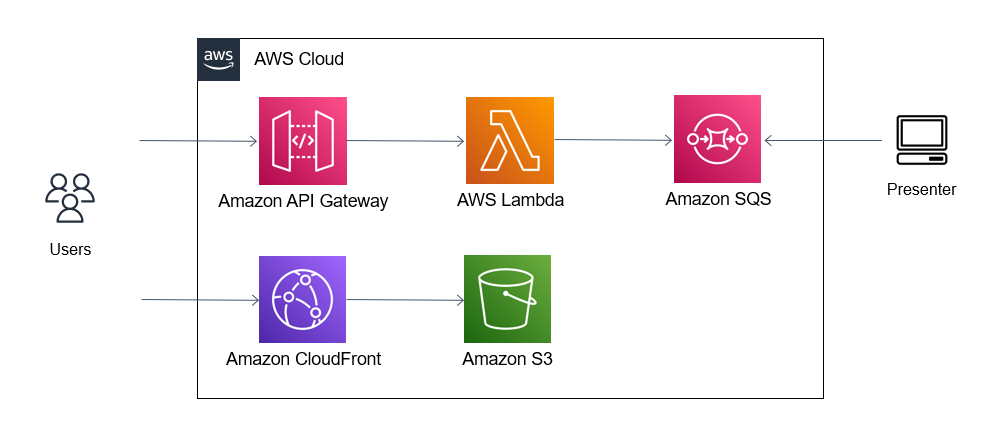 aws
AWS Cloud
Amazon API Gateway
AWS Lambda
Amazon SQS
Presenter
Users
Amazon CloudFront
Amazon S3